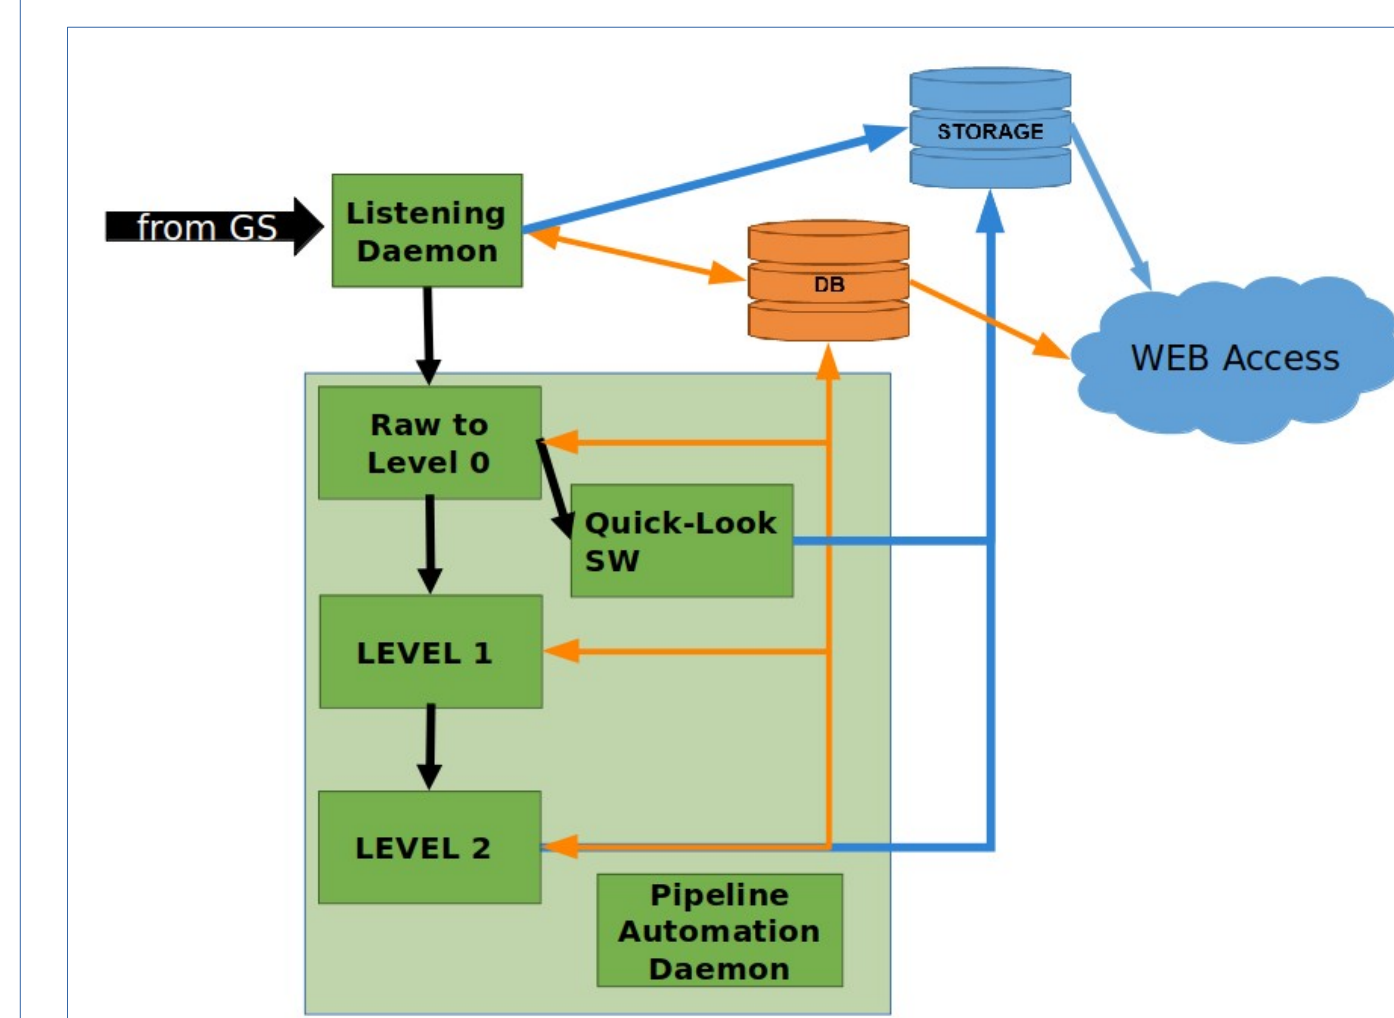 STORAGE
from GS
Listening
Daemon
DB
WEB Access
Raw to
Level 0
Quick-Look
SW
LEVEL 1
LEVEL 2
Pipeline
Automation
Daemon